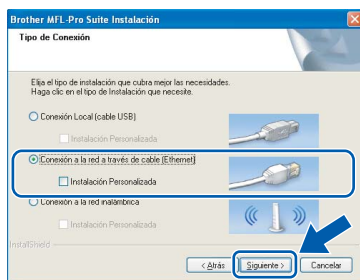 Brother MFL-Pro Suite Instalación
Tipo de Conexión
Elija el tipo de instalación que cubra mejor las necesidades.
Haga clic en el tipo de Instalación que necesite.
Conexión Local (cable USB)
Instalación Personalizada
Conexión a la red a través de cable (Ethernet)
Instalación Personalizada
Conexión a la red inalámbrica
Instalación Personalizada
InstallShield
< Atrás Siguiente > Cancelar